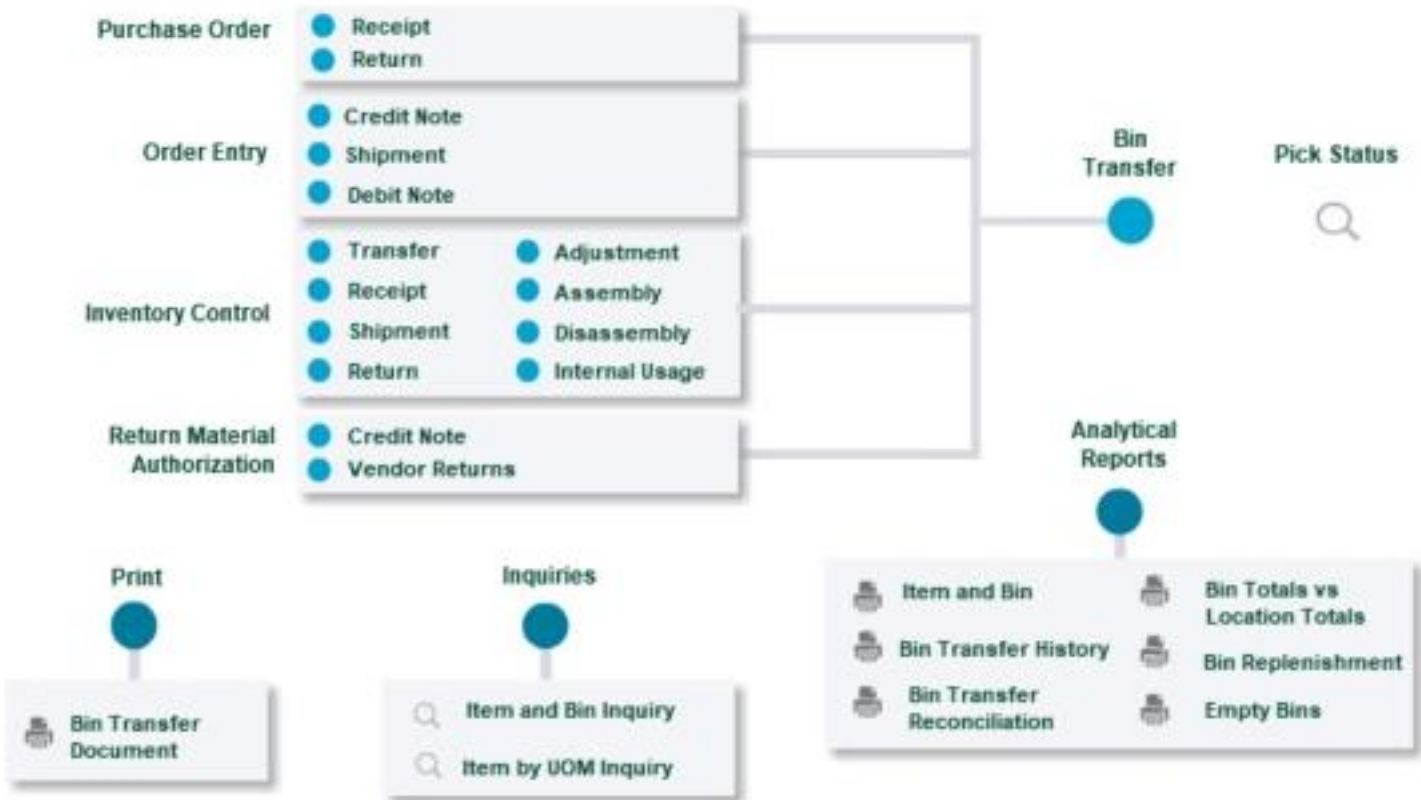 Purchase Order
Receipt
Return
Order Entry
Credit Note
Shipment
Debit Note
Inventory Control
Transfer
Receipt
Shipment
Return
Adjustment
Assembly
Disassembly
Internal Usage
Return Material
Authorization
Credit Note
Vendor Returns
Bin
Transfer
Pick Status
Analytical
Reports
Item and Bin
Bin Transfer History
Bin Transfer
Reconciliation
Bin Totals vs
Location Totals
Bin Replenishment
Empty Bins
Print
Bin Transfer
Document
Inquiries
Item and Bin Inquiry
Item by UOM Inquiry